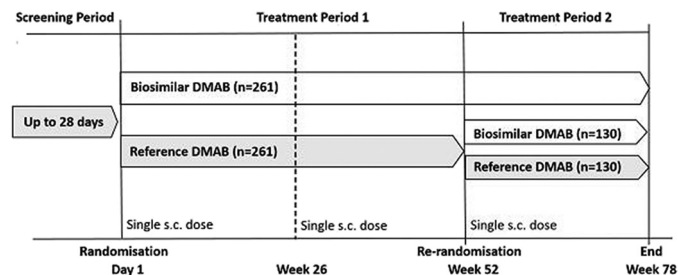 Screening Period Treatment Period 1 Treatment Period 2
Biosimilar DMAB (n=261)
Up to 28 days
Biosimilar DMAB (n=130)
Reference DMAB (n=261)
Reference DMAB (n=130)
Single s.c. dose Single s.c. dose Single s.c. dose
Randomisation Re-randomisation End
Day 1 Week 26 Week 52 Week 78